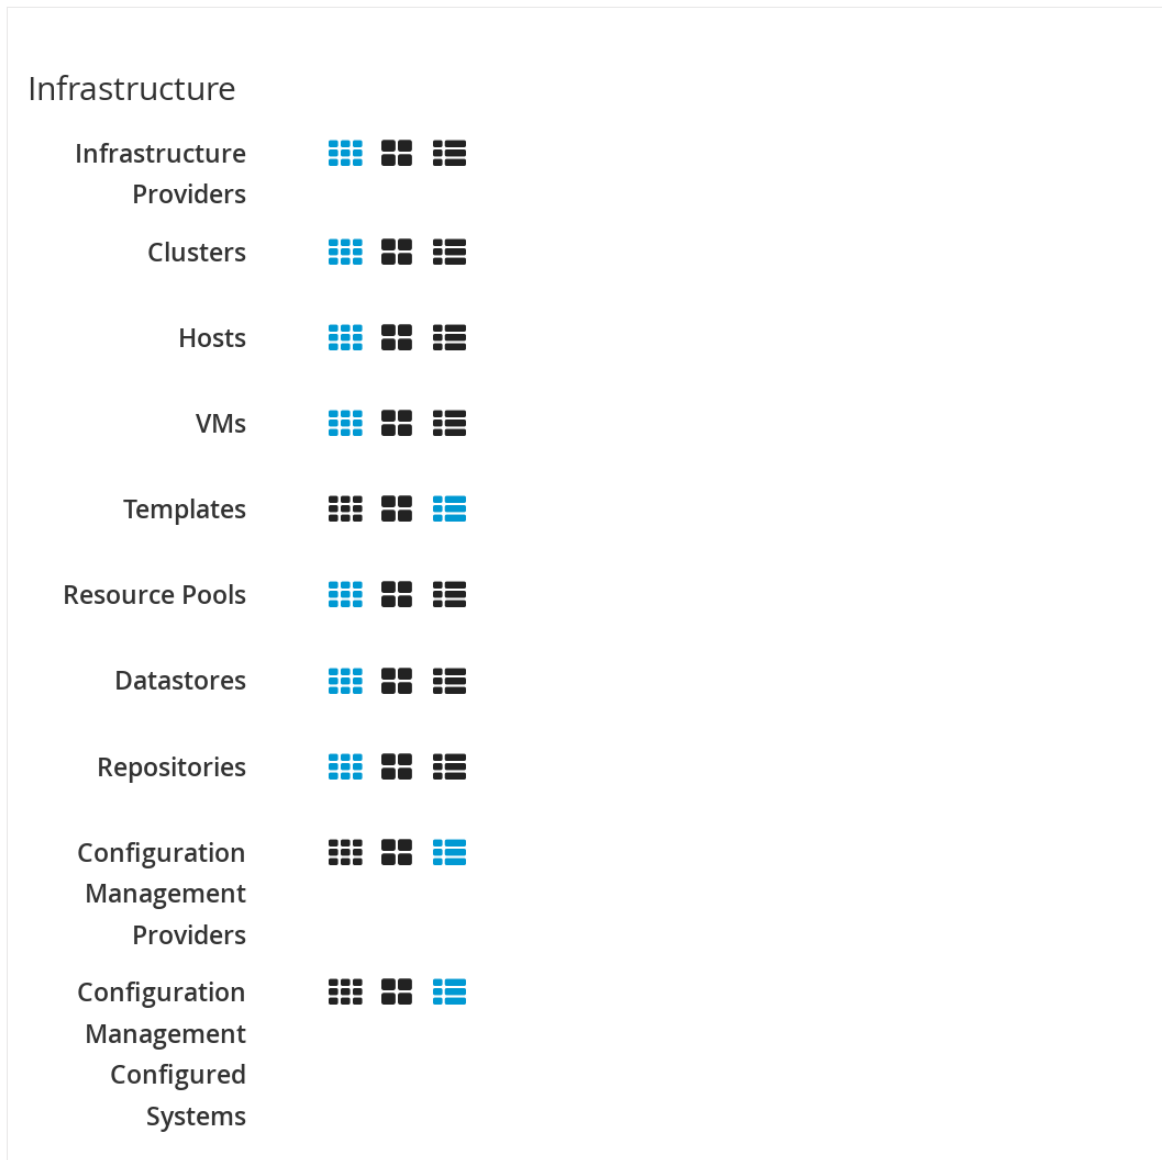 Infrastructure
Infrastructure
Providers
Clusters
Hosts
VMs
Templates
Resource Pools
Datastores
Repositories
Configuration
Management
Providers
Configuration
Management
Configured
Systems